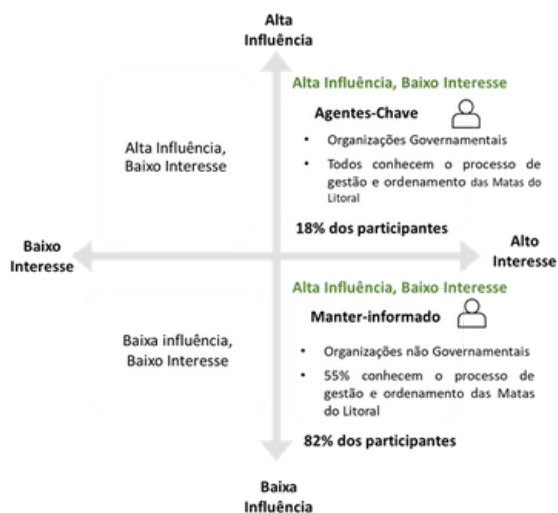 Alta
Influência
Alta Influência, Baixo Interesse
Agentes-Chave
• Organizações Governamentais
• Todos conhecem o processo de
gestão e ordenamento das Matas do
Litoral
18% dos participantes
Alta Influência,
Baixo Interesse
Baixo
Interesse
Alto
Interesse
Alta Influência, Baixo Interesse
Manter-informado
• Organizações não Governamentais
• 55% conhecem o processo de
gestão e ordenamento das Matas
do Litoral
82% dos participantes
Baixa influência,
Baixo Interesse
Baixa
Influência